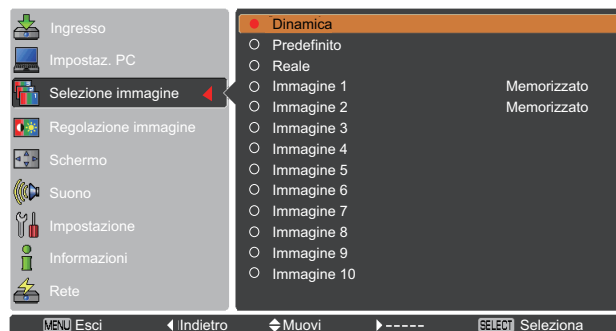 Ingresso
Impostaz. PC
Selezione immagine
Regolazione immagine
Schermo
Suono
Impostazione
Informazioni
Rete
Dinamica
Predefinito
Reale
Immagine 1 Memorizzato
Immagine 2 Memorizzato
Immagine 3
Immagine 4
Immagine 5
Immagine 6
Immagine 7
Immagine 8
Immagine 9
Immagine 10
MENU Esci Indietro Muovi ----- SELECT Seleziona